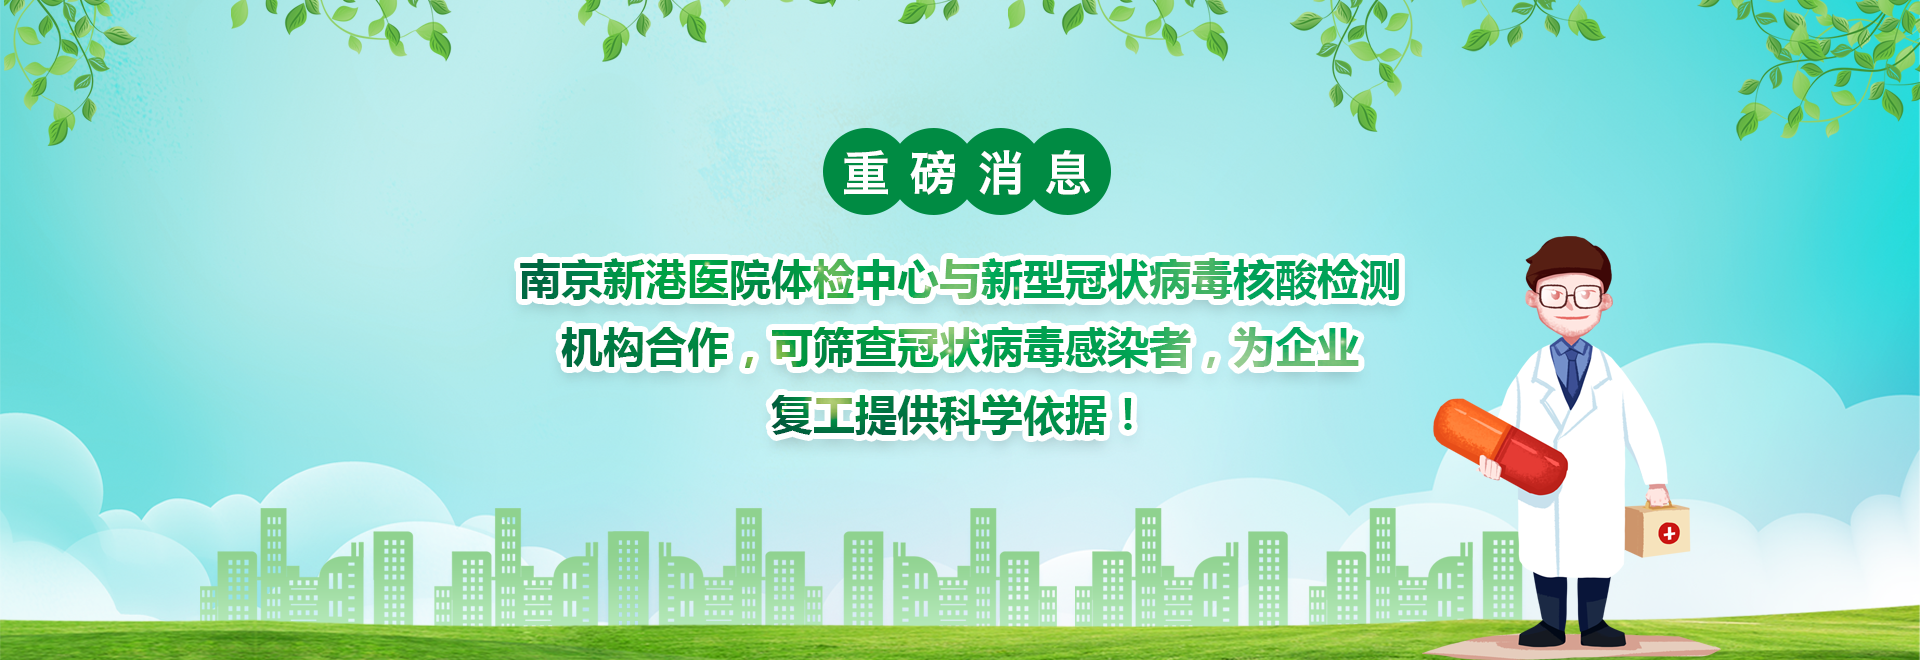 重磅消息
南京新港医院体检中心与新型冠状病毒核酸检测
机构合作，可筛查冠状病毒感染者，为企业
复工提供科学依据！